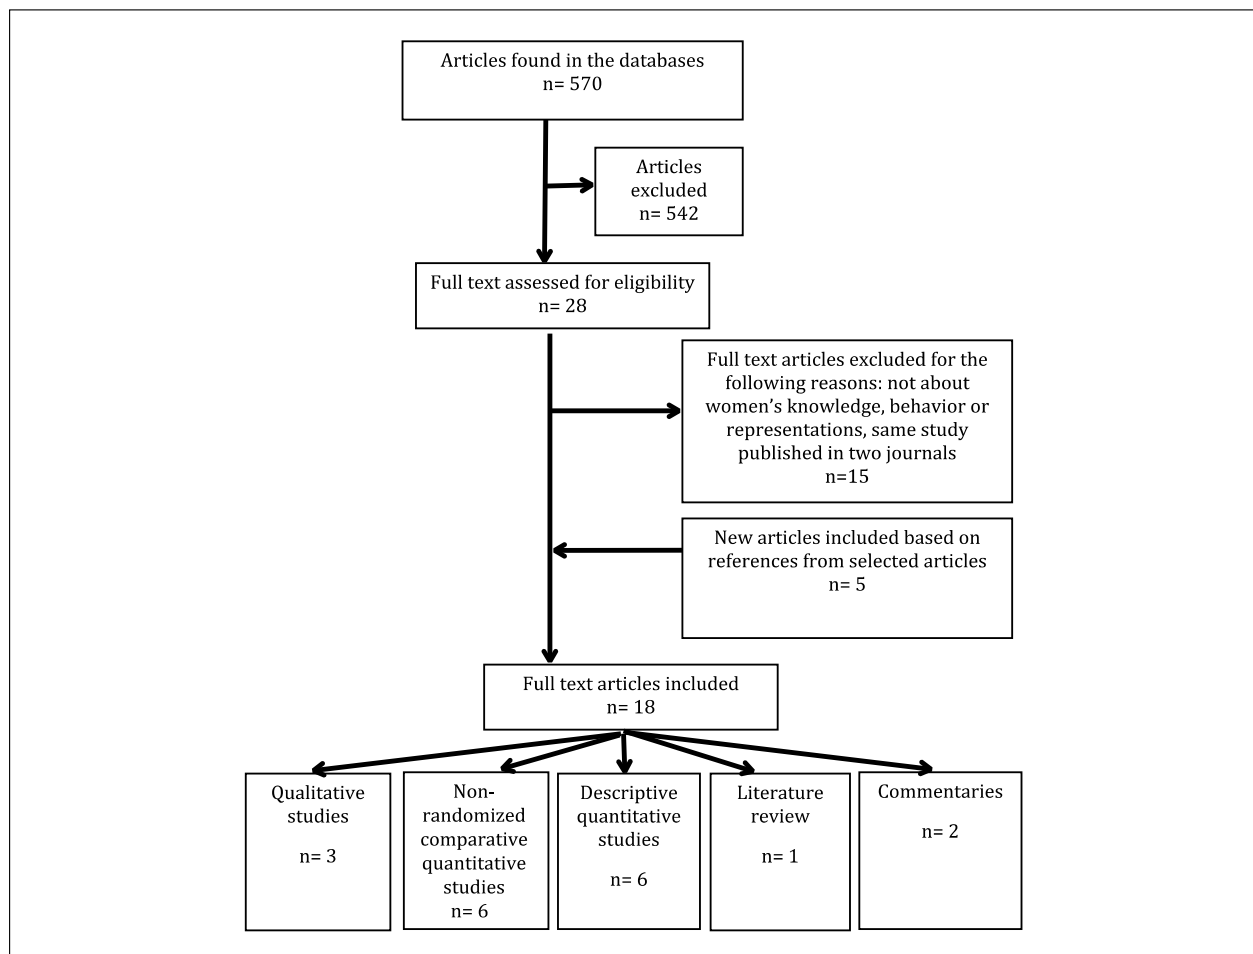 Articles found in the databases
n= 570
Articles
excluded
n= 542
Full text assessed for eligibility
n= 28
Full text articles excluded for the
following reasons: not about
women’s knowledge, behavior or
representations, same study
published in two journals
n=15
New articles included based on
references from selected articles
n= 5
Full text articles included
n= 18
Qualitative
studies
n= 3
Non-
randomized
comparative
quantitative
studies
n= 6
Descriptive
quantitative
studies
n= 6
Literature
review
n= 1
Commentaries
n= 2